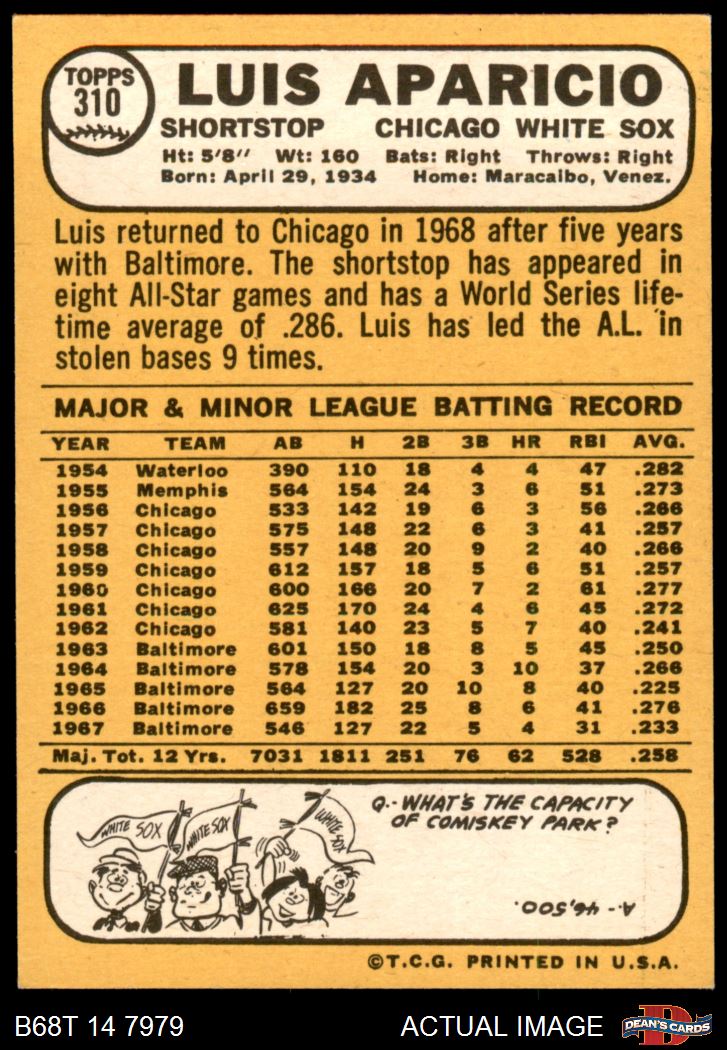 TOPPS
310
LUIS APARICIO
SHORTSTOP CHICAGO WHITE SOX
Ht: 5'8" Wt: 160 Bats: Right Throws: Right
Born: April 29, 1934 Home: Maracaibo, Venez.
Luis returned to Chicago in 1968 after five years
with Baltimore. The shortstop has appeared in
eight All-Star games and has a World Series life-
time average of .286. Luis has led the A.L. in
stolen bases 9 times.
MAJOR & MINOR LEAGUE BATTING RECORD
YEAR TEAM AB H 2B 3B HR RBI AVG.
1954 Waterloo 390 110 18 4 4 47 .282
1955 Memphis 564 154 24 3 6 51 .273
1956 Chicago 533 142 19 6 3 56 .266
1957 Chicago 575 148 22 6 3 41 .257
1958 Chicago 557 148 20 9 2 40 .266
1959 Chicago 612 157 18 5 6 51 .257
1960 Chicago 600 166 20 7 2 61 .277
1961 Chicago 625 170 24 4 6 45 .272
1962 Chicago 581 140 23 5 7 40 .241
1963 Baltimore 601 150 18 8 5 45 .250
1964 Baltimore 578 154 20 3 10 37 .266
1965 Baltimore 564 127 20 10 8 40 .225
1966 Baltimore 659 182 25 8 6 41 .276
1967 Baltimore 546 127 22 5 4 31 .233
Maj. Tot. 12 Yrs. 7031 1811 251 76 62 528 .258
WHITE SOX
WHITE SOX
WHITE SOX
Q.- WHAT'S THE CAPACITY
OF COMISKEY PARK?
A.- 46,500.
©T.C.G. PRINTED IN U.S.A.
B68T 14 7979 ACTUAL IMAGE
D
DEAN'S CARDS